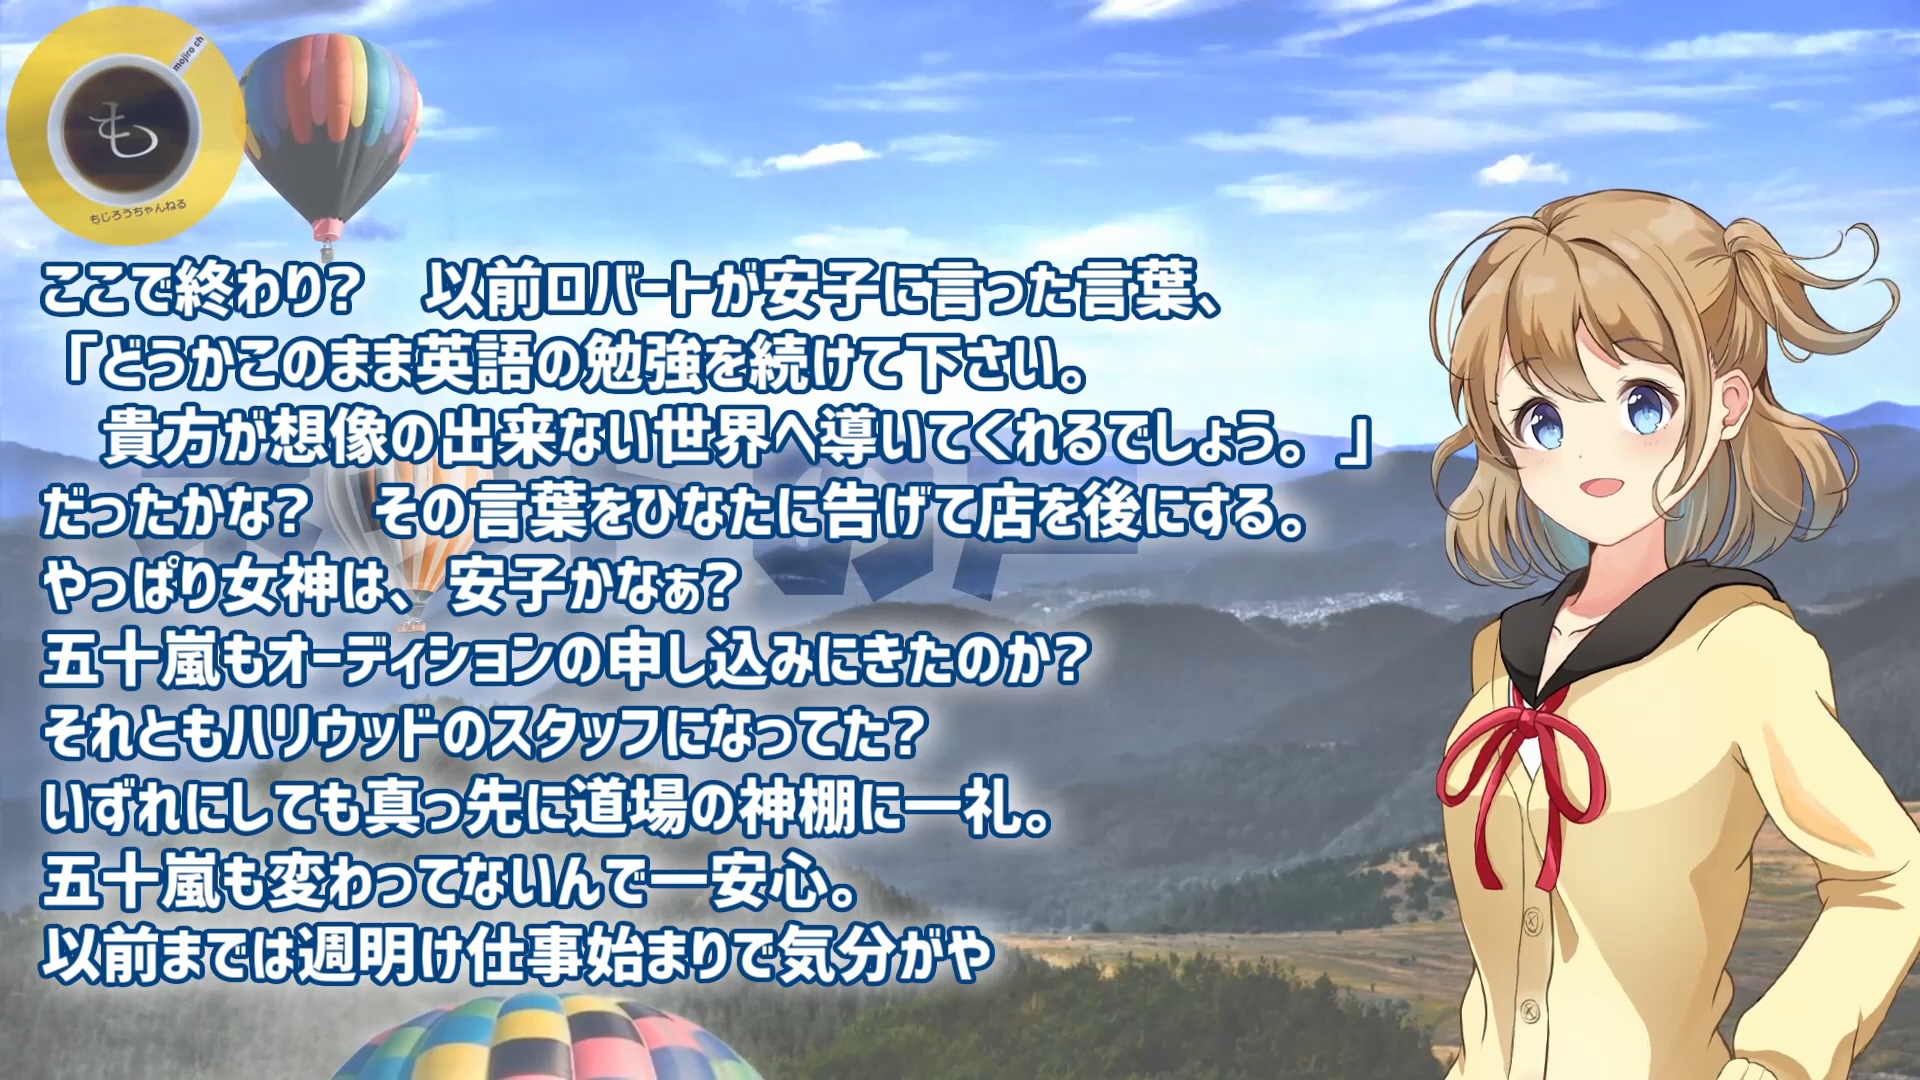 mojiro ch
も
もじろうちゃんねる
ここで終わり?　以前ロバートが安子に言った言葉、
「どうかこのまま英語の勉強を続けて下さい。
　貴方が想像の出来ない世界へ導いてくれるでしょう。」
だったかな?　その言葉をひなたに告げて店を後にする。
やっぱり女神は、安子かなぁ?
五十嵐もオーディションの申し込みにきたのか?
それともハリウッドのスタッフになってた?
いずれにしても真っ先に道場の神棚に一礼。
五十嵐も変わってないんで一安心。
以前までは週明け仕事始まりで気分がや